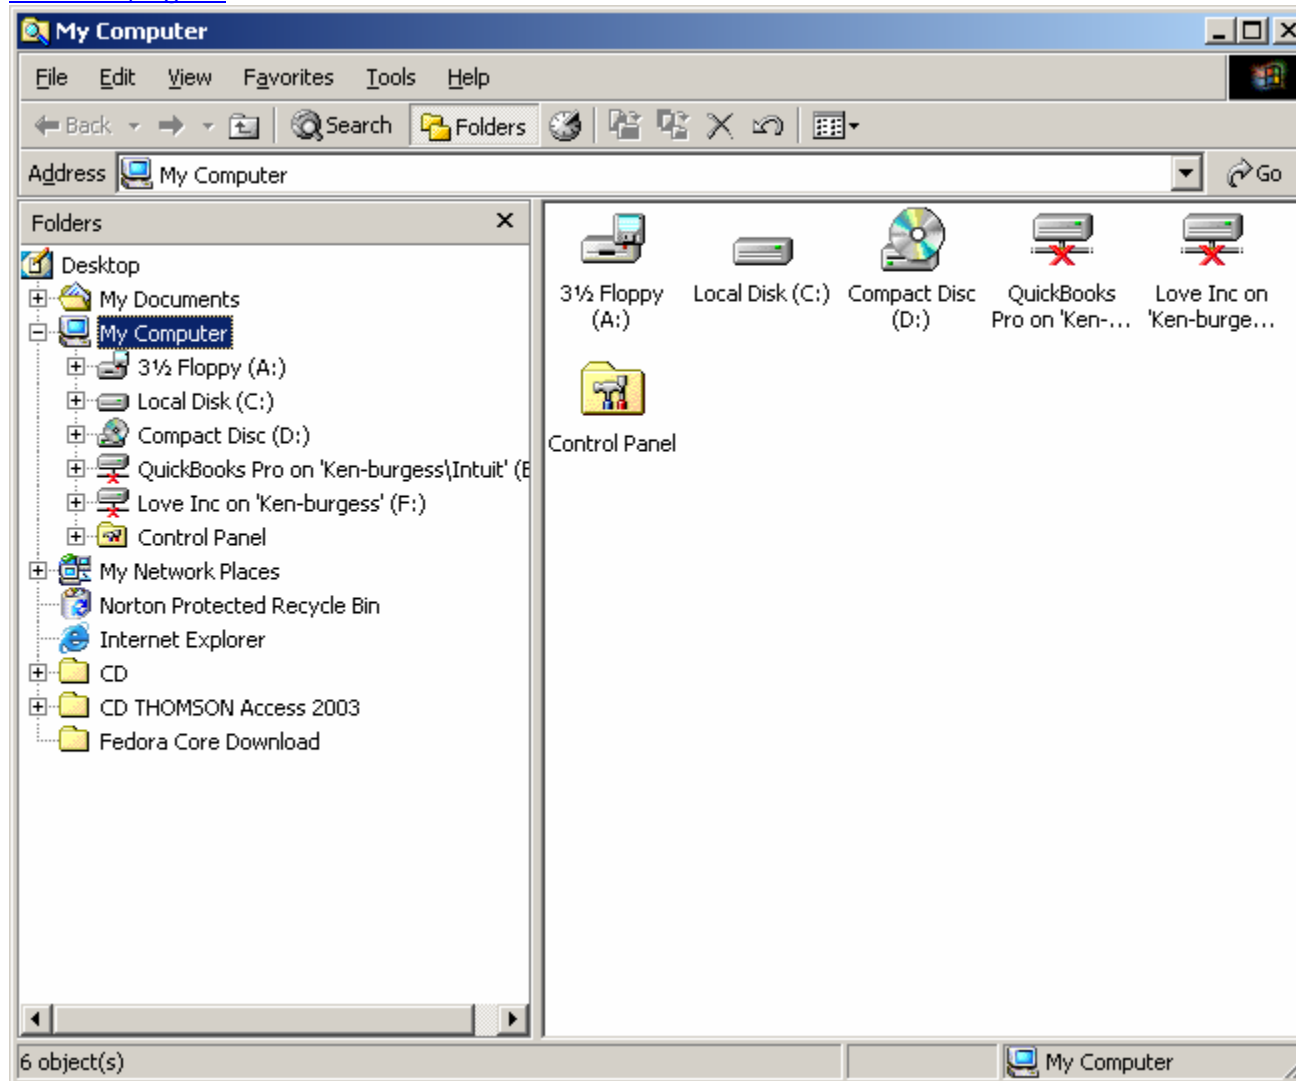 My Computer
File Edit View Favorites Tools Help
Back Search Folders
Address My Computer Go
Folders
Desktop
My Documents
My Computer
3½ Floppy (A:)
Local Disk (C:)
Compact Disc (D:)
QuickBooks Pro on 'Ken-burgess\Intuit' (E
Love Inc on 'Ken-burgess' (F:)
Control Panel
My Network Places
Norton Protected Recycle Bin
Internet Explorer
CD
CD THOMSON Access 2003
Fedora Core Download
3½ Floppy
(A:)
Local Disk (C:)
Compact Disc
(D:)
QuickBooks
Pro on 'Ken-...
Love Inc on
'Ken-burge...
Control Panel
6 object(s)
My Computer